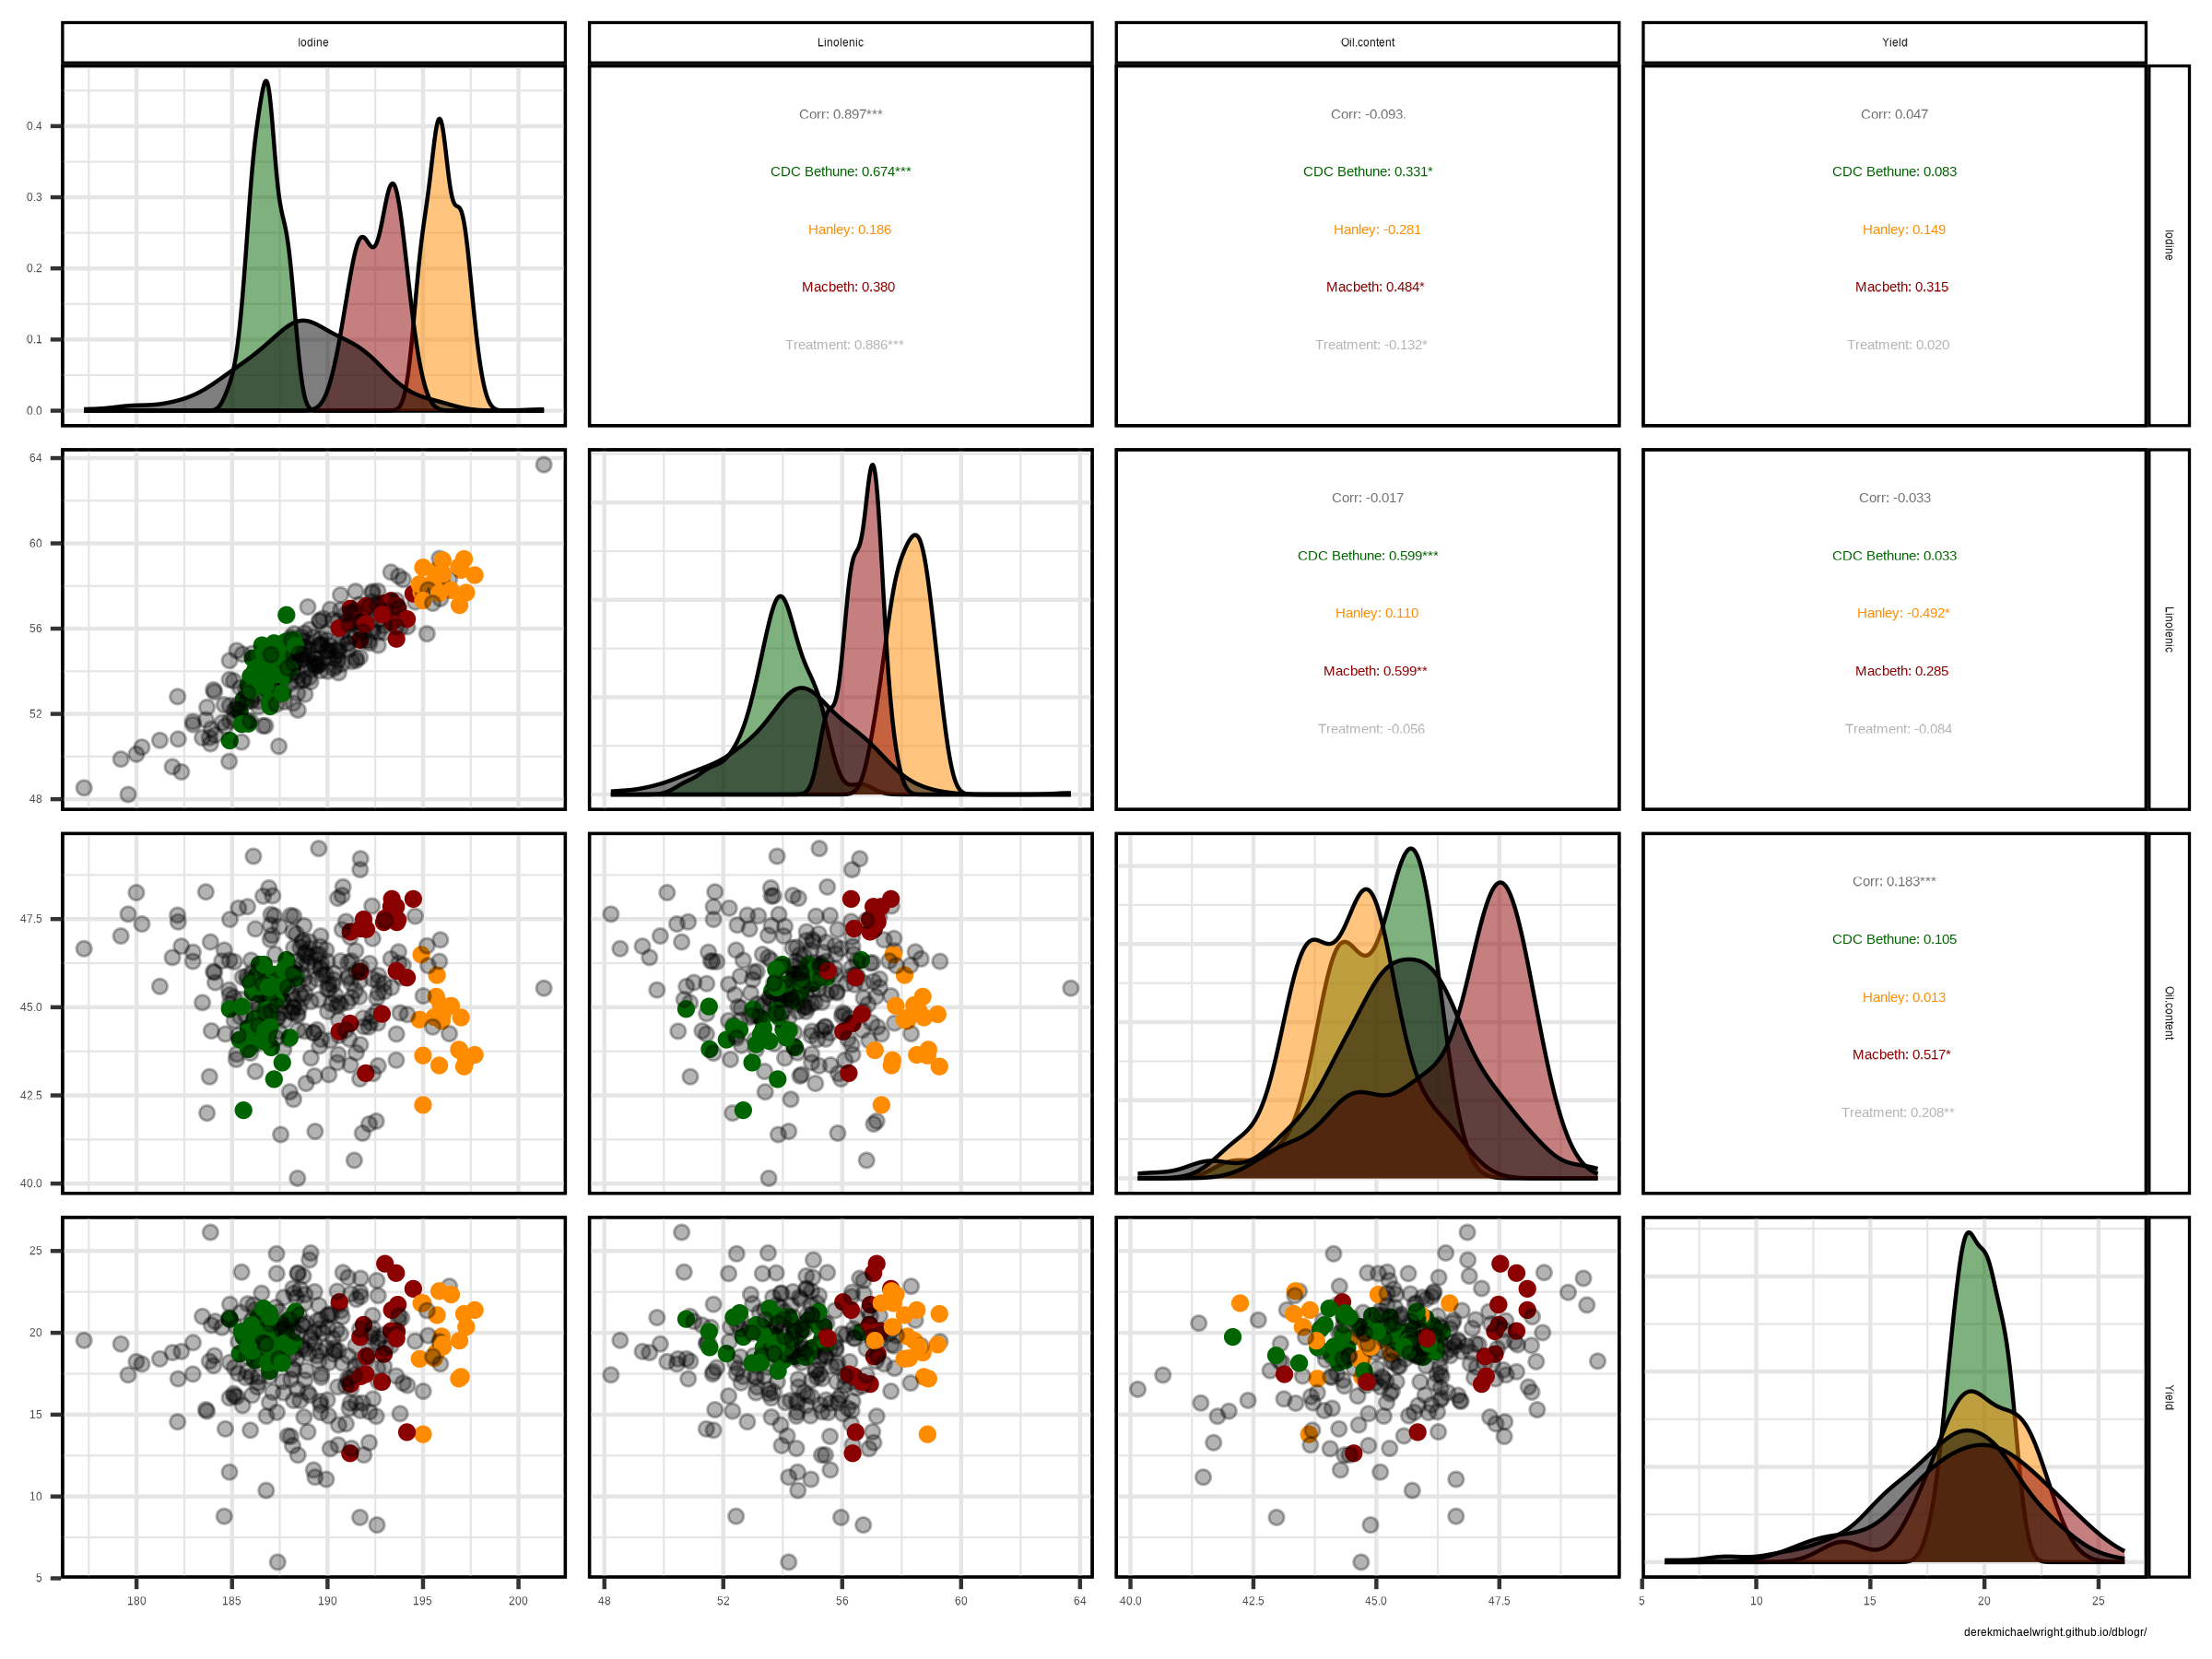 Iodine
Linolenic
Oil.content
Yield
0.4
0.3
0.2
0.1
0.0
Corr: 0.897***
CDC Bethune: 0.674***
Hanley: 0.186
Macbeth: 0.380
Treatment: 0.886***
Corr: -0.093.
CDC Bethune: 0.331*
Hanley: -0.281
Macbeth: 0.484*
Treatment: -0.132*
Corr: 0.047
CDC Bethune: 0.083
Hanley: 0.149
Macbeth: 0.315
Treatment: 0.020
Iodine
64
60
56
52
48
Corr: -0.017
CDC Bethune: 0.599***
Hanley: 0.110
Macbeth: 0.599**
Treatment: -0.056
Corr: -0.033
CDC Bethune: 0.033
Hanley: -0.492*
Macbeth: 0.285
Treatment: -0.084
Linolenic
47.5
45.0
42.5
40.0
Corr: 0.183***
CDC Bethune: 0.105
Hanley: 0.013
Macbeth: 0.517*
Treatment: 0.208**
Oil.content
25
20
15
10
5
Yield
180 185 190 195 200
48 52 56 60 64
40.0 42.5 45.0 47.5
5 10 15 20 25
derekmichaelwright.github.io/dblogr/